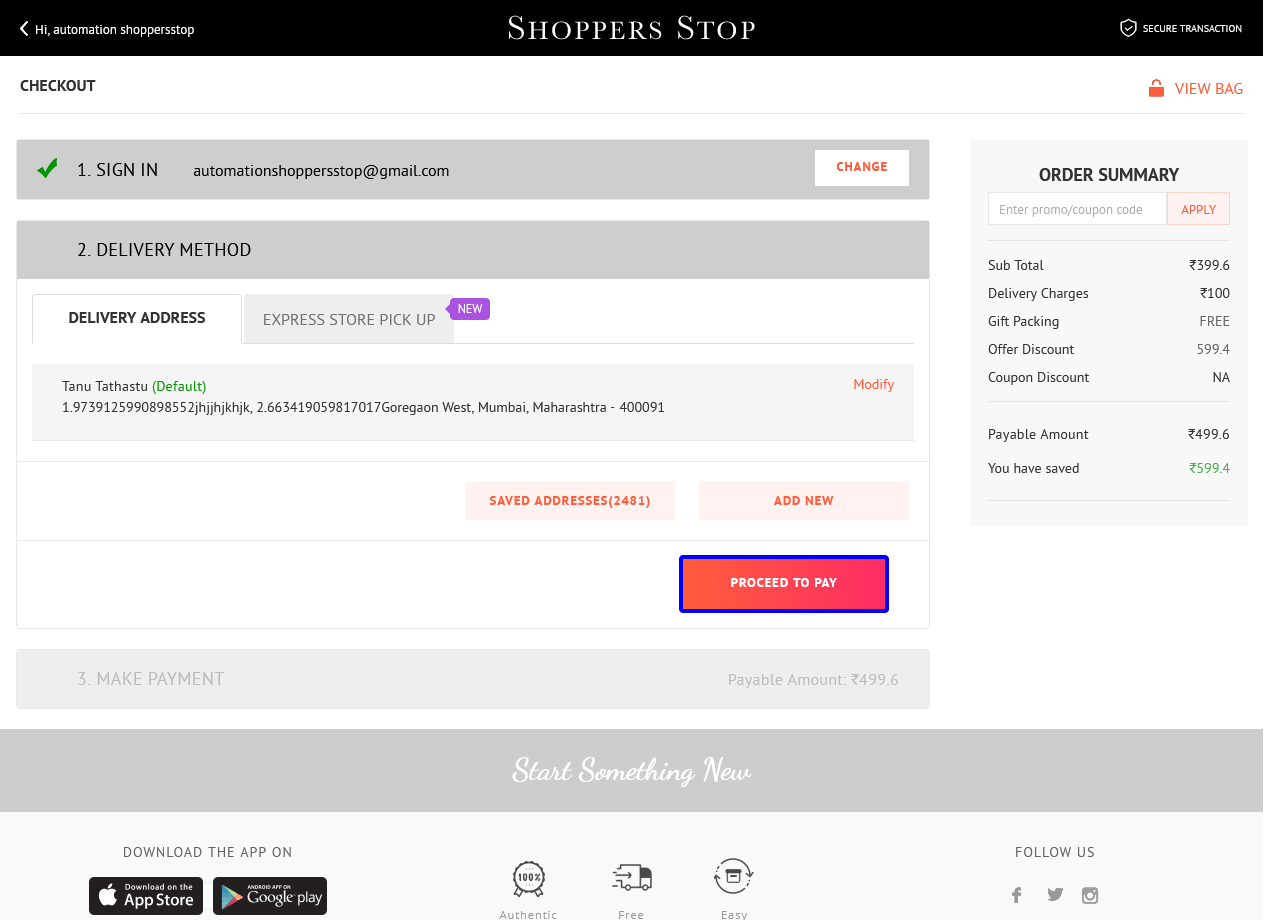 Hi, automation shoppersstop
SHOPPERS STOP
SECURE TRANSACTION
CHECKOUT
VIEW BAG
1. SIGN IN automationshoppersstop@gmail.com CHANGE
2. DELIVERY METHOD
DELIVERY ADDRESS
EXPRESS STORE PICK UP
NEW
Tanu Tathastu (Default)
Modify
1.9739125990898552jhjjhjkhjk, 2.663419059817017Goregaon West, Mumbai, Maharashtra - 400091
SAVED ADDRESSES(2481)
ADD NEW
PROCEED TO PAY
3. MAKE PAYMENT
Payable Amount: ₹499.6
ORDER SUMMARY
Enter promo/coupon code APPLY
Sub Total ₹399.6
Delivery Charges ₹100
Gift Packing FREE
Offer Discount 599.4
Coupon Discount NA
Payable Amount ₹499.6
You have saved ₹599.4
Start Something New
DOWNLOAD THE APP ON
Download on the
App Store
ANDROID APP ON
Google play
100%
Authentic
Free
Easy
FOLLOW US